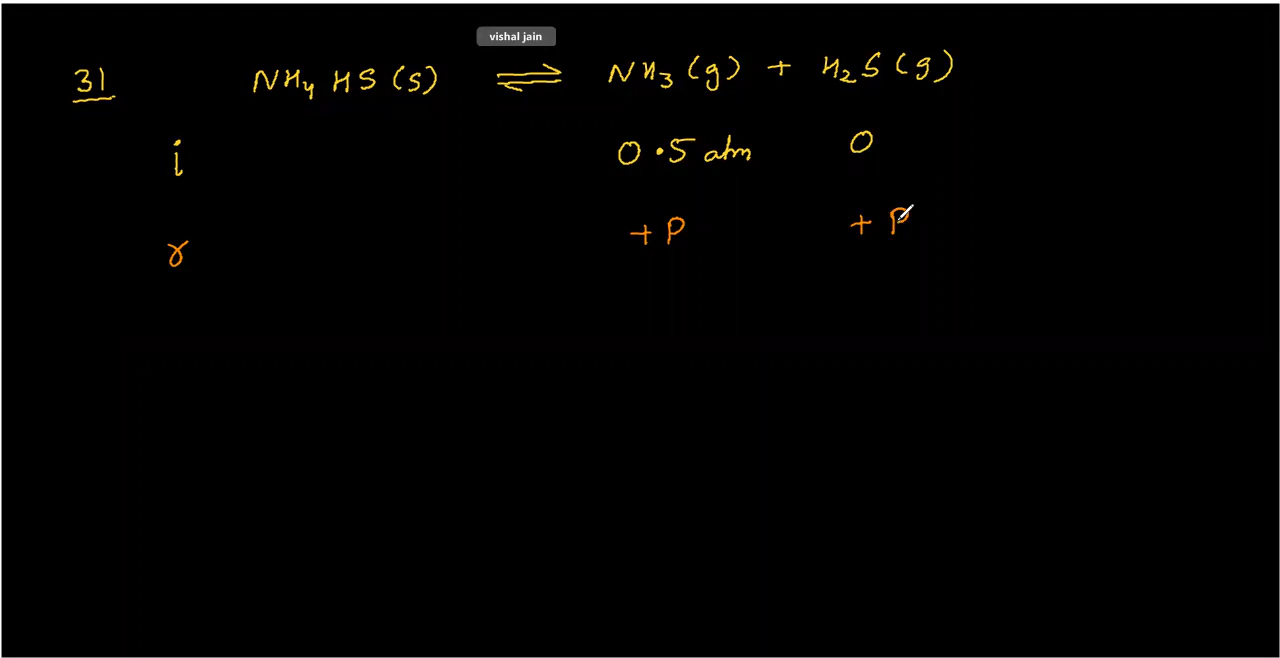 vishal jain
31 NH4 HS (s) ⇌ NH3 (g) + H2S (g)
i 0.5 atm 0
r + P + P